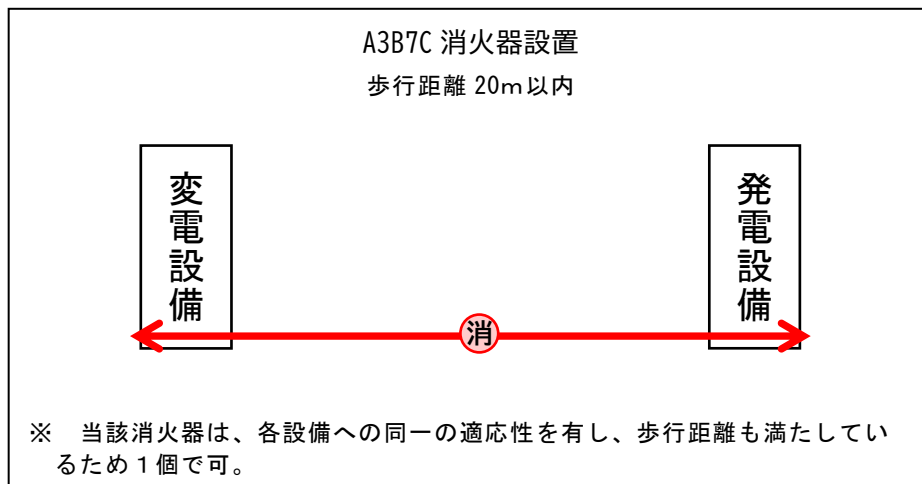 A3B7C 消火器設置
歩行距離 20m以内
変電設備
発電設備
消
※　当該消火器は、各設備への同一の適応性を有し、歩行距離も満たしてい
るため１個で可。